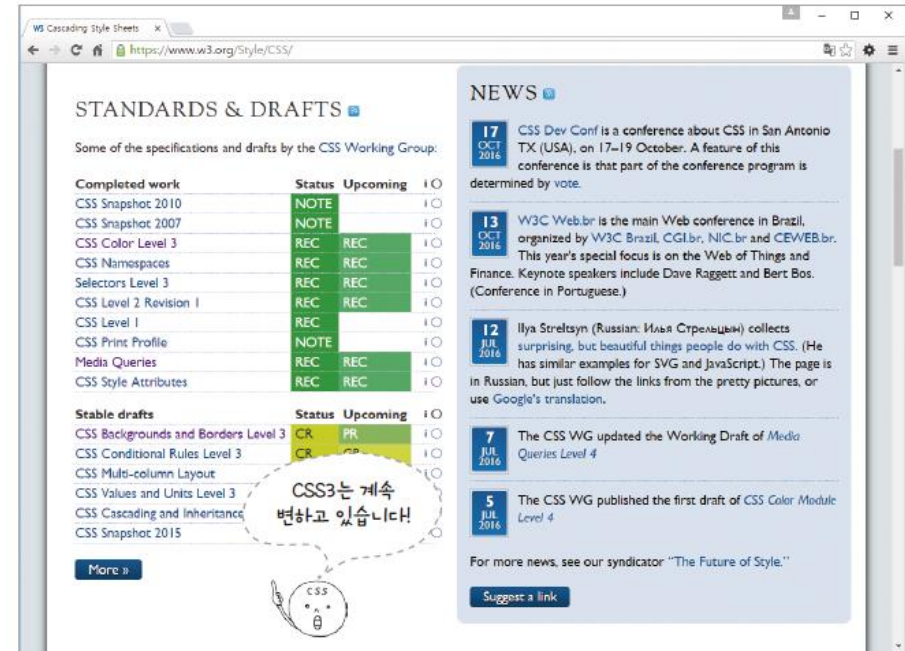 W3 Cascading Style Sheets
https://www.w3.org/Style/CSS/
STANDARDS & DRAFTS
Some of the specifications and drafts by the CSS Working Group:
Completed work Status Upcoming i
CSS Snapshot 2010 NOTE i
CSS Snapshot 2007 NOTE i
CSS Color Level 3 REC REC i
CSS Namespaces REC REC i
Selectors Level 3 REC REC i
CSS Level 2 Revision 1 REC REC i
CSS Level 1 REC i
CSS Print Profile NOTE i
Media Queries REC REC i
CSS Style Attributes REC REC i
Stable drafts Status Upcoming i
CSS Backgrounds and Borders Level 3 CR PR i
CSS Conditional Rules Level 3 CR CR i
CSS Multi-column Layout
CSS Values and Units Level 3
CSS Cascading and Inheritance
CSS Snapshot 2015
More »
CSS3는 계속
변하고 있습니다!
CSS
NEWS
17 OCT 2016
CSS Dev Conf is a conference about CSS in San Antonio
TX (USA), on 17–19 October. A feature of this
conference is that part of the conference program is
determined by vote.
13 OCT 2016
W3C Web.br is the main Web conference in Brazil,
organized by W3C Brazil, CGI.br, NIC.br and CEWEB.br.
This year's special focus is on the Web of Things and
Finance. Keynote speakers include Dave Raggett and Bert Bos.
(Conference in Portuguese.)
12 JUL 2016
Ilya Streltsyn (Russian: Илья Стрельцын) collects
surprising, but beautiful things people do with CSS. (He
has similar examples for SVG and JavaScript.) The page is
in Russian, but just follow the links from the pretty pictures, or
use Google's translation.
7 JUL 2016
The CSS WG updated the Working Draft of Media
Queries Level 4
5 JUL 2016
The CSS WG published the first draft of CSS Color Module
Level 4
For more news, see our syndicator "The Future of Style."
Suggest a link